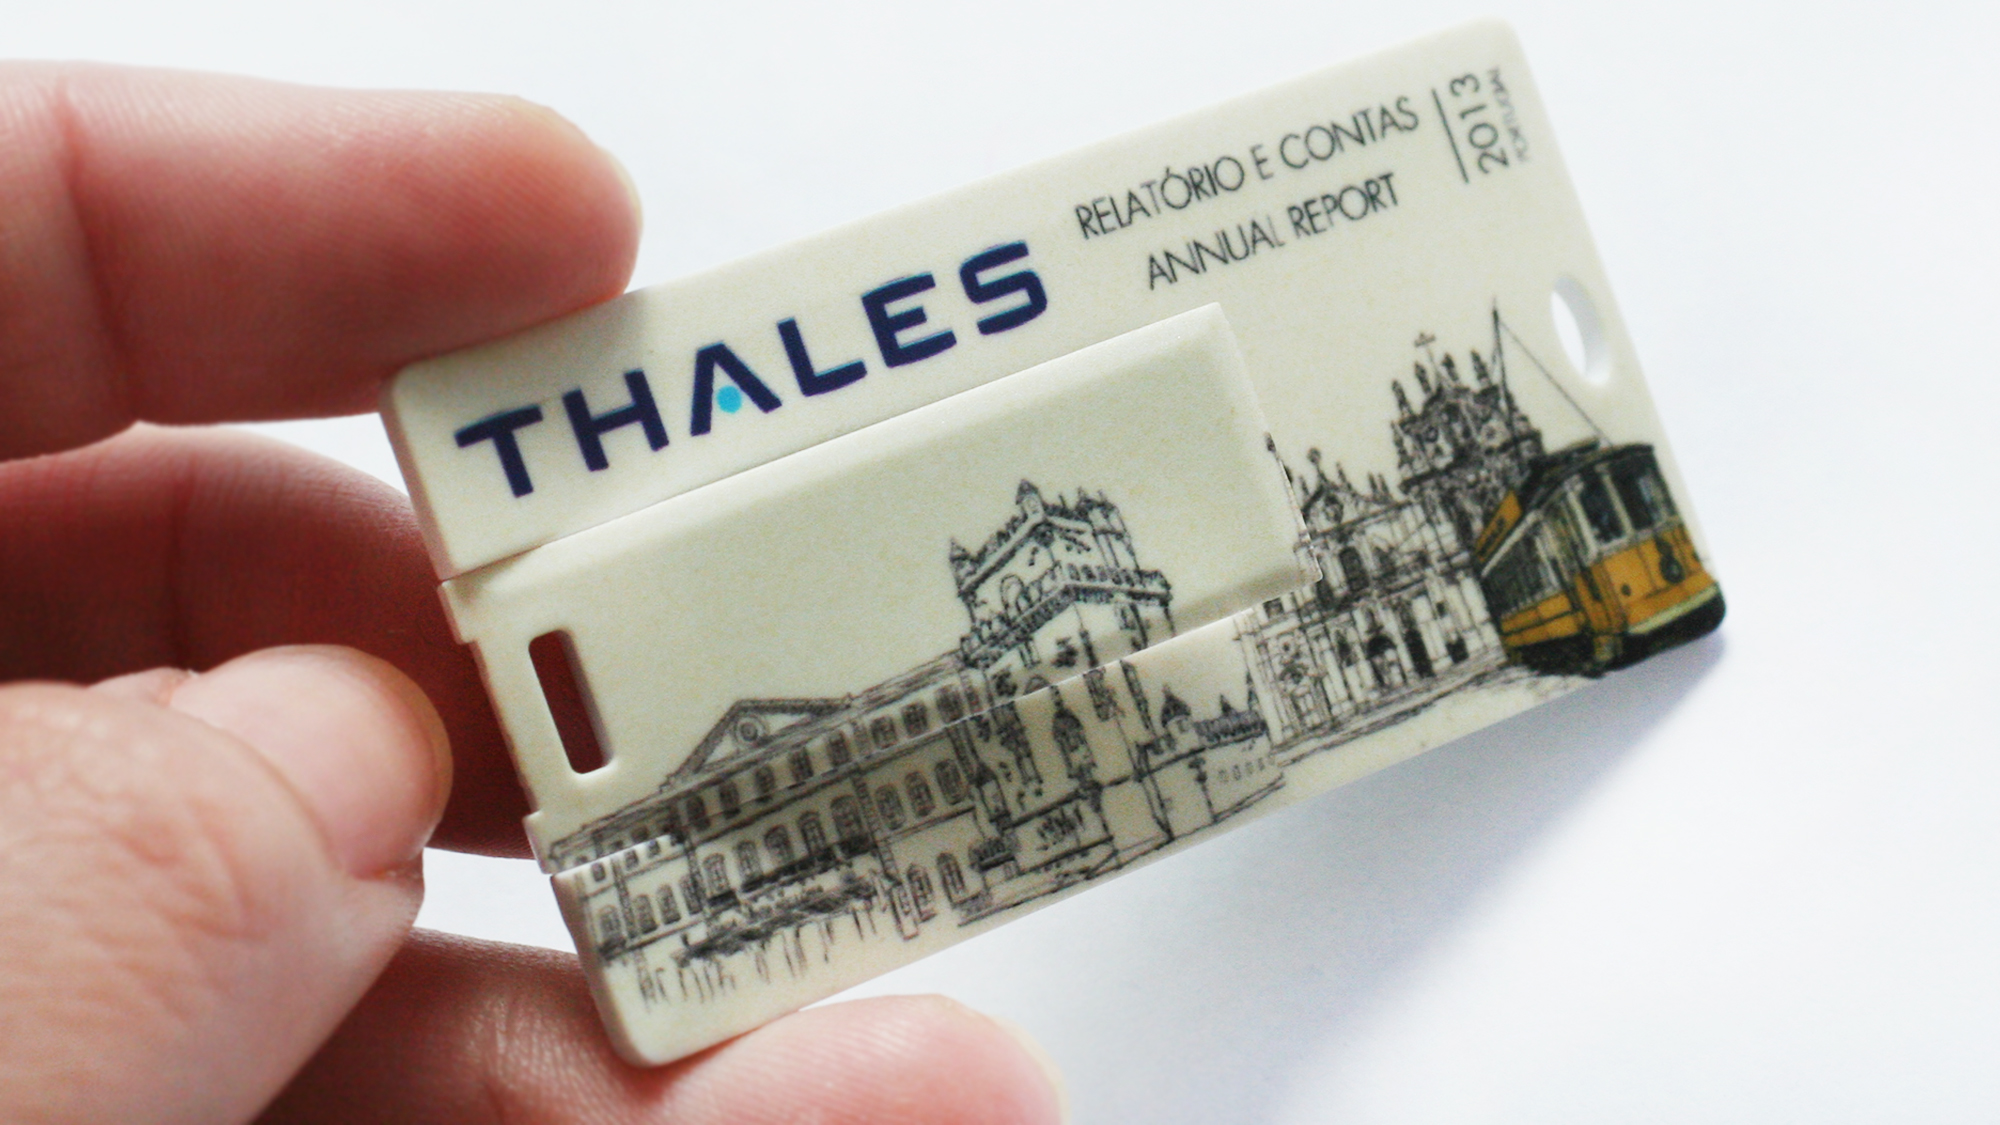 THALES
RELATÓRIO E CONTAS
ANNUAL REPORT
2013
PORTUGAL